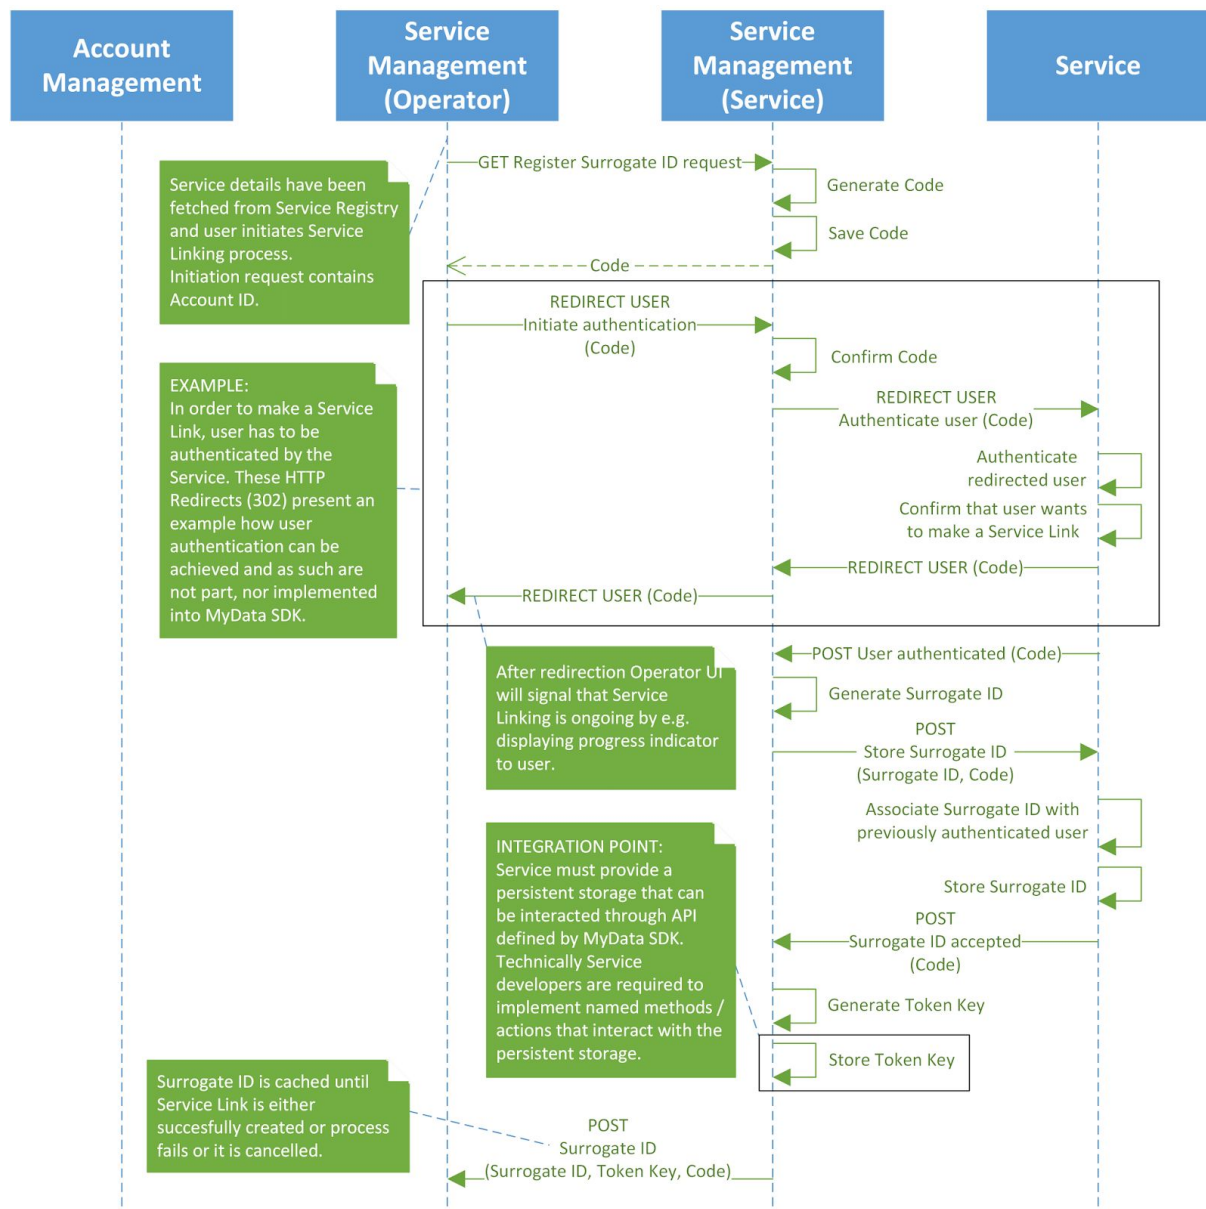 Account
Management
Service
Management
(Operator)
Service
Management
(Service)
Service
GET Register Surrogate ID request
Service details have been
fetched from Service Registry
and user initiates Service
Linking process.
Initiation request contains
Account ID.
Generate Code
Save Code
Code
REDIRECT USER
Initiate authentication
(Code)
Confirm Code
EXAMPLE:
In order to make a Service
Link, user has to be
authenticated by the
Service. These HTTP
Redirects (302) present an
example how user
authentication can be
achieved and as such are
not part, nor implemented
into MyData SDK.
REDIRECT USER
Authenticate user (Code)
Authenticate
redirected user
Confirm that user wants
to make a Service Link
REDIRECT USER (Code)
REDIRECT USER (Code)
POST User authenticated (Code)
After redirection Operator UI
will signal that Service
Linking is ongoing by e.g.
displaying progress indicator
to user.
Generate Surrogate ID
POST
Store Surrogate ID
(Surrogate ID, Code)
Associate Surrogate ID with
previously authenticated user
INTEGRATION POINT:
Service must provide a
persistent storage that can
be interacted through API
defined by MyData SDK.
Technically Service
developers are required to
implement named methods /
actions that interact with the
persistent storage.
Store Surrogate ID
POST
Surrogate ID accepted
(Code)
Generate Token Key
Store Token Key
Surrogate ID is cached until
Service Link is either
succesfully created or process
fails or it is cancelled.
POST
Surrogate ID
(Surrogate ID, Token Key, Code)